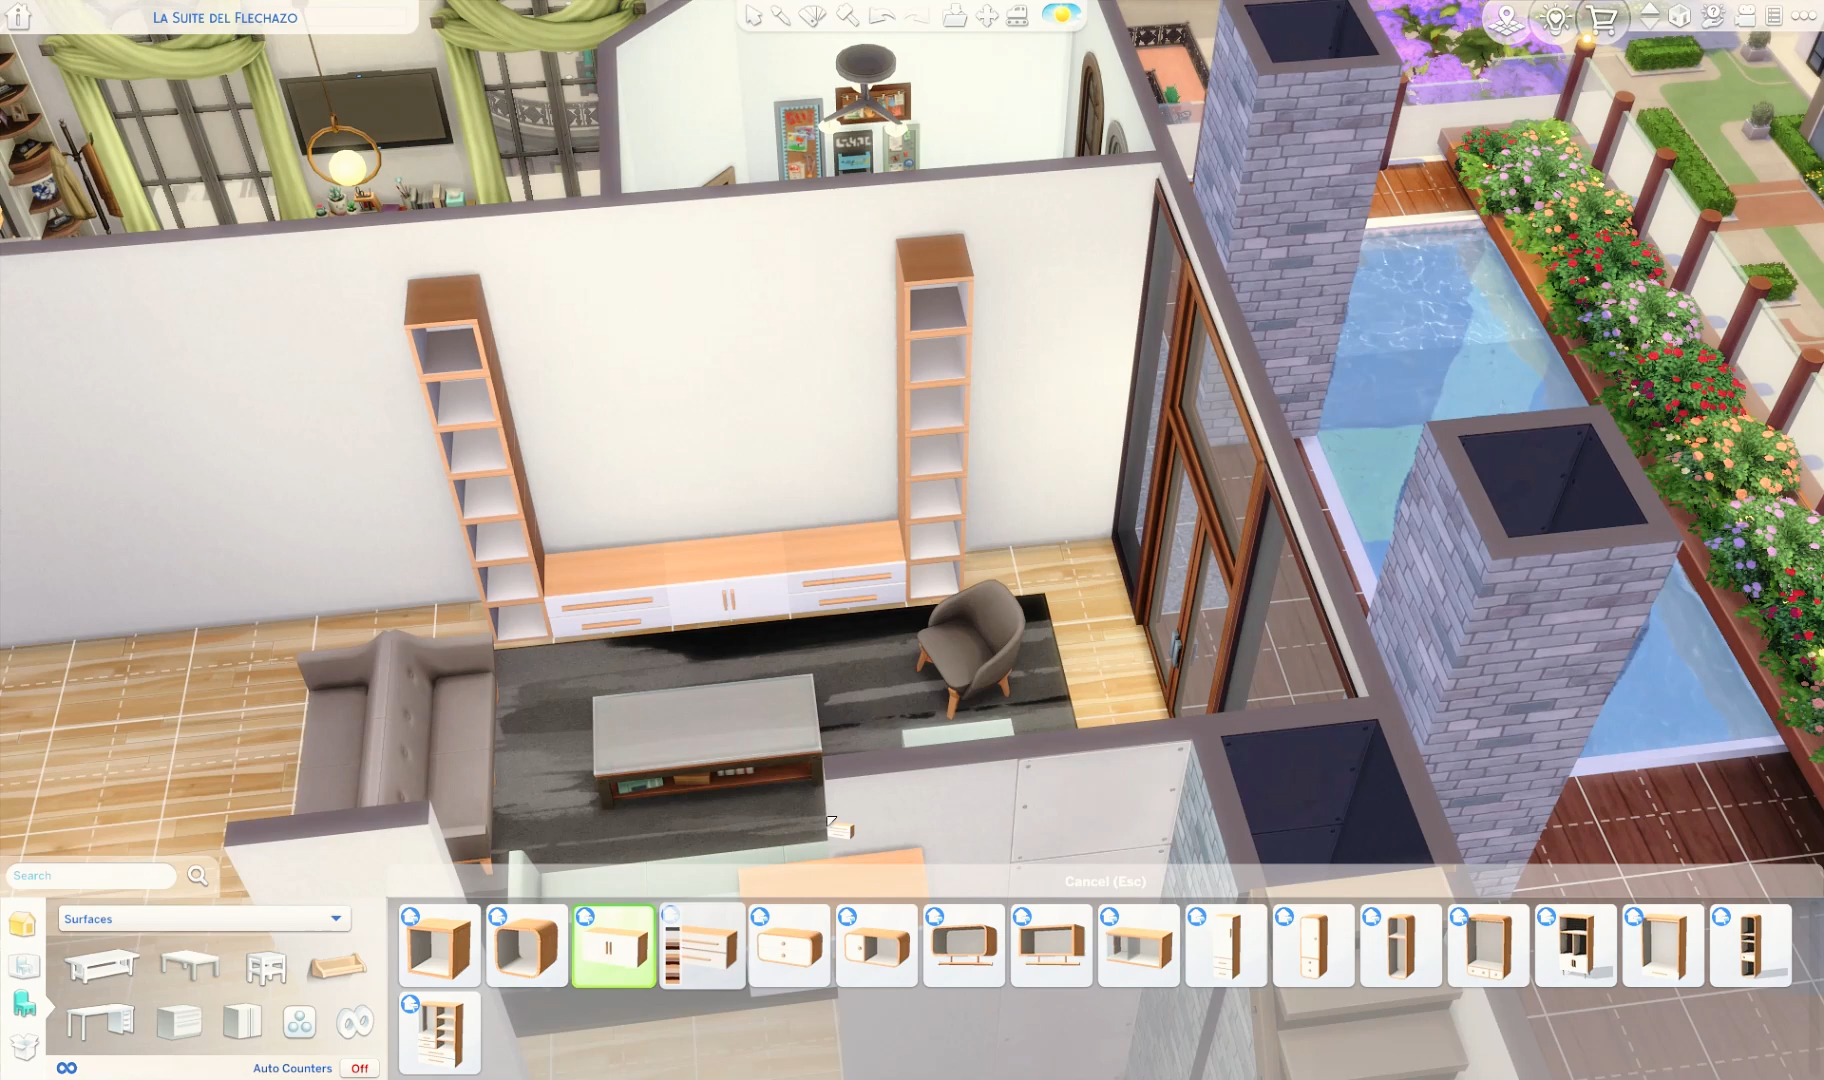 La Suite del Flechazo
Cancel (Esc)
Search
Surfaces
Auto Counters Off